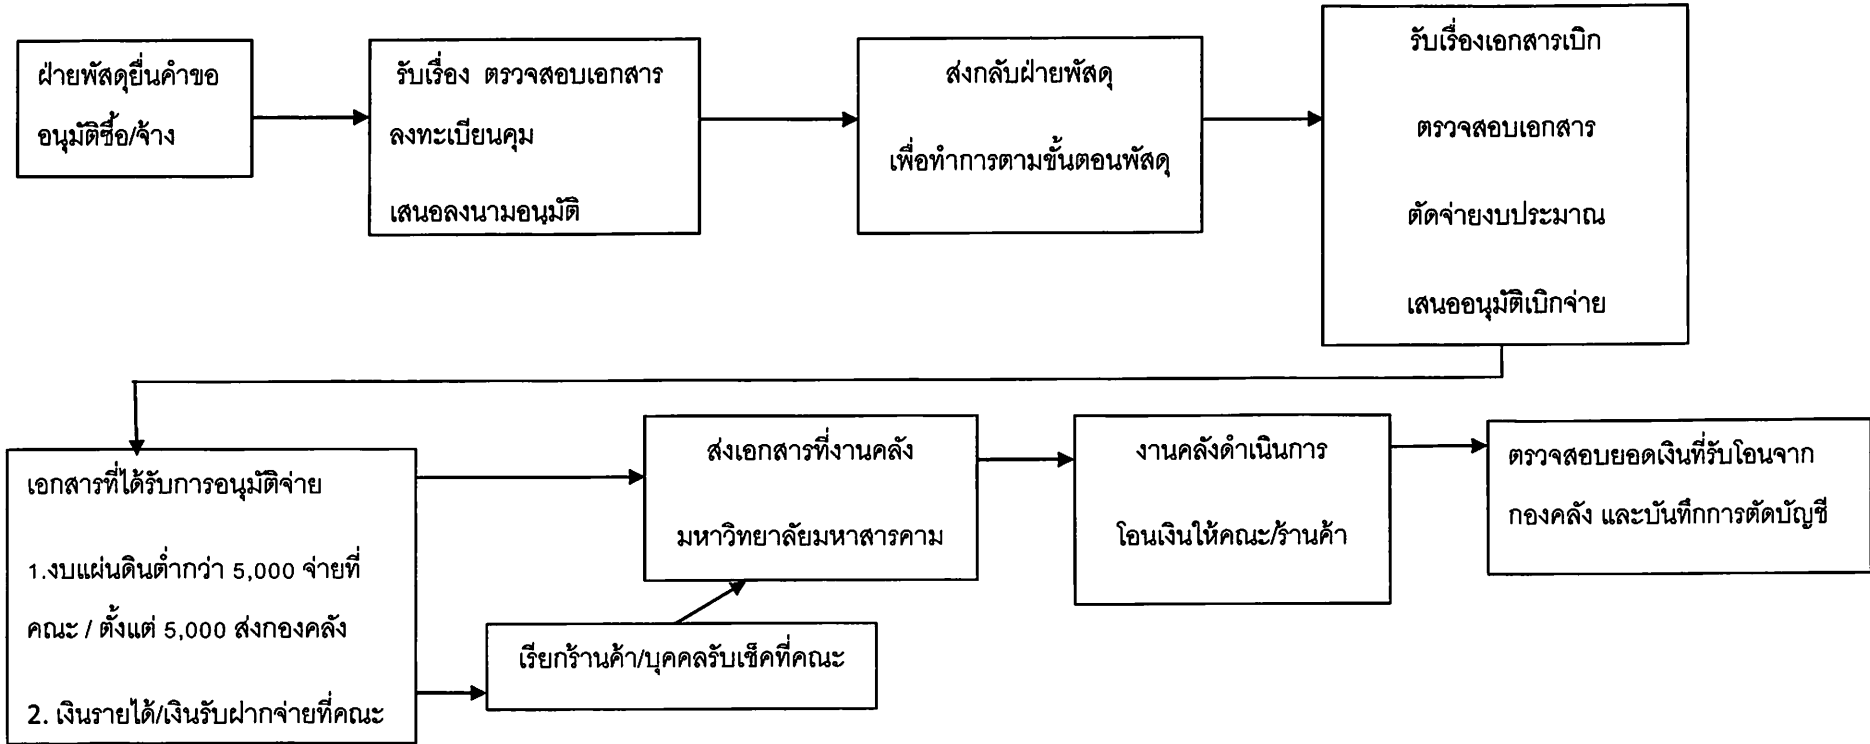 ฝ่ายพัสดุยื่นคำขอ
อนุมัติซื้อ/จ้าง
รับเรื่อง ตรวจสอบเอกสาร
ลงทะเบียนคุม
เสนอลงนามอนุมัติ
ส่งกลับฝ่ายพัสดุ
เพื่อทำการตามขั้นตอนพัสดุ
รับเรื่องเอกสารเบิก
ตรวจสอบเอกสาร
ตัดจ่ายงบประมาณ
เสนออนุมัติเบิกจ่าย
เอกสารที่ได้รับการอนุมัติจ่าย
1.งบแผ่นดินต่ำกว่า 5,000 จ่ายที่
คณะ / ตั้งแต่ 5,000 ส่งกองคลัง
2. เงินรายได้/เงินรับฝากจ่ายที่คณะ
เรียกร้านค้า/บุคคลรับเช็คที่คณะ
ส่งเอกสารที่งานคลัง
มหาวิทยาลัยมหาสารคาม
งานคลังดำเนินการ
โอนเงินให้คณะ/ร้านค้า
ตรวจสอบยอดเงินที่รับโอนจาก
กองคลัง และบันทึกการตัดบัญชี